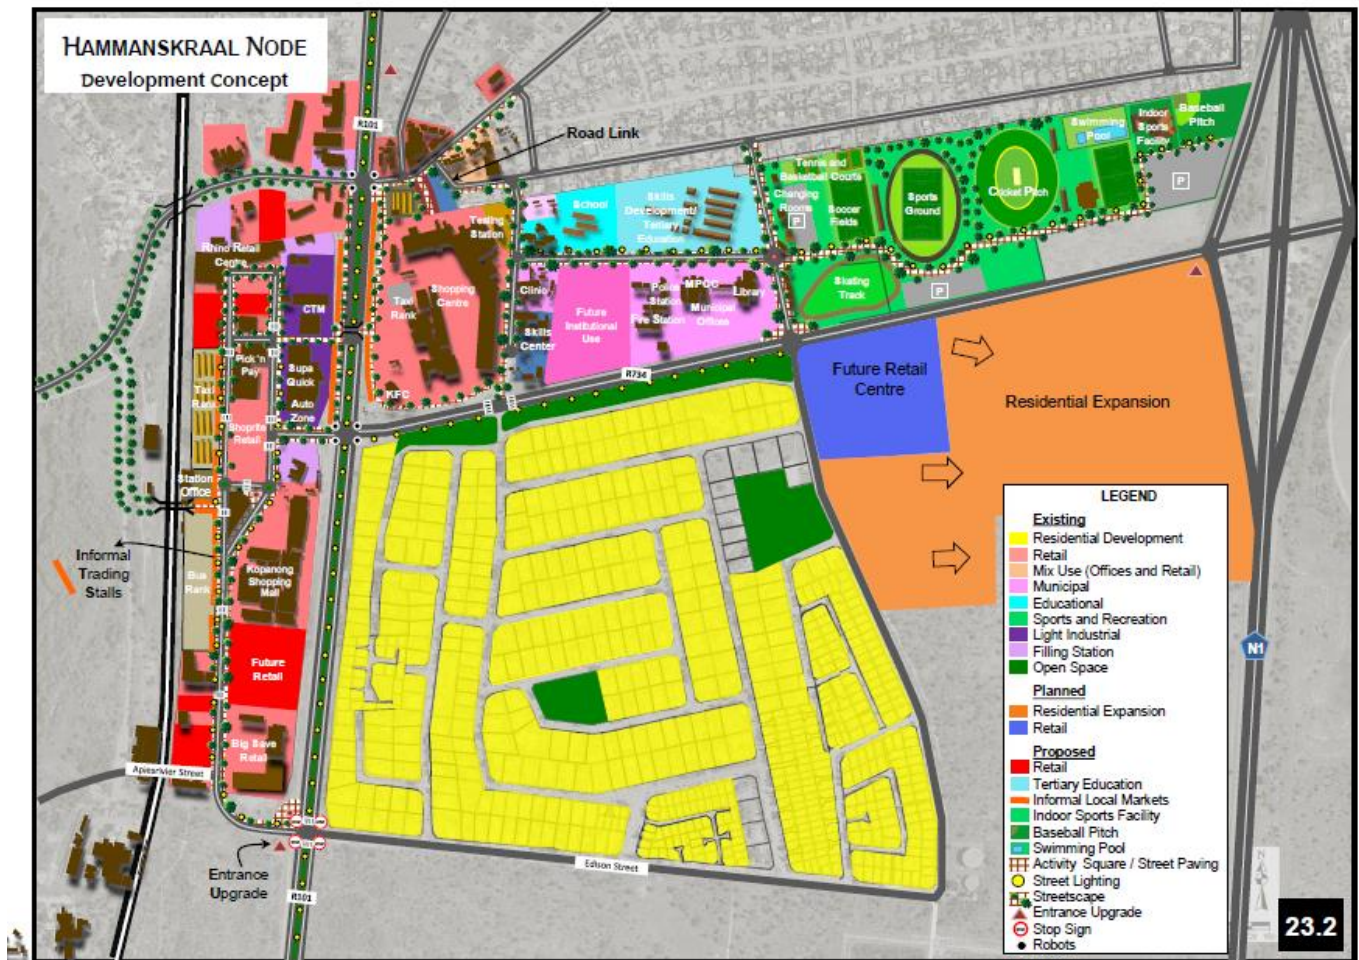 HAMMANSKRAAL NODE
Development Concept
R101
Road Link
Testing
Station
School
Skills
Development/
Tertiary
Education
Tennis and
Basketball Courts
Changing
Rooms
P
Soccer
Fields
Sports
Ground
Cricket Pitch
Swimming
Pool
Indoor
Sports
Facility
Baseball
Pitch
P
Rhino Retail
Centre
CTM
Taxi
Rank
Shopping
Centre
Clinic
Skills
Center
Future
Institutional
Use
Police
Station
MPCC
Fire Station
Municipal
Offices
Library
Skating
Track
P
Pick 'n
Pay
Supa
Quick
Auto
Zone
KFC
R734
Taxi
Rank
Shoprite
Retail
Station
Office
Future Retail
Centre
Residential Expansion
Informal
Trading
Stalls
Bus
Rank
Kopanong
Shopping
Mall
Future
Retail
Big Save
Retail
Apiesrivier Street
Entrance
Upgrade
R101
Edison Street
N1
LEGEND
Existing
Residential Development
Retail
Mix Use (Offices and Retail)
Municipal
Educational
Sports and Recreation
Light Industrial
Filling Station
Open Space
Planned
Residential Expansion
Retail
Proposed
Retail
Tertiary Education
Informal Local Markets
Indoor Sports Facility
Baseball Pitch
Swimming Pool
Activity Square / Street Paving
Street Lighting
Streetscape
Entrance Upgrade
Stop Sign
Robots
23.2